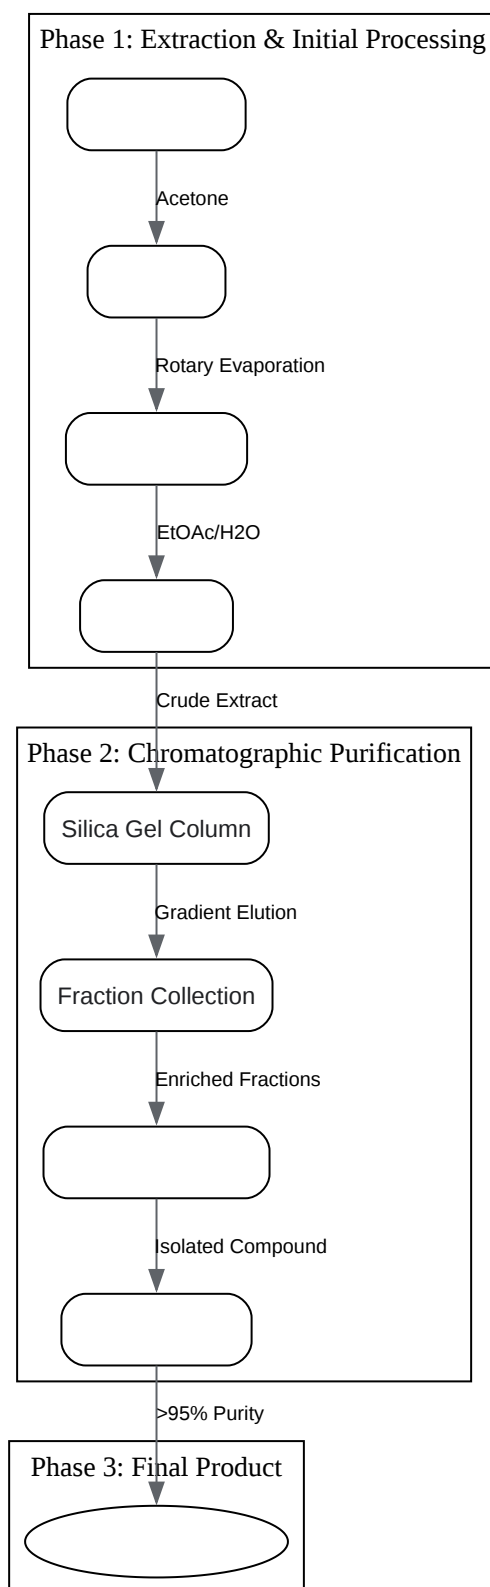 Phase 1: Extraction & Initial Processing
Acetone
Rotary Evaporation
EtOAc/H2O
Crude Extract
Phase 2: Chromatographic Purification
Silica Gel Column
Gradient Elution
Fraction Collection
Enriched Fractions
Isolated Compound
>95% Purity
Phase 3: Final Product